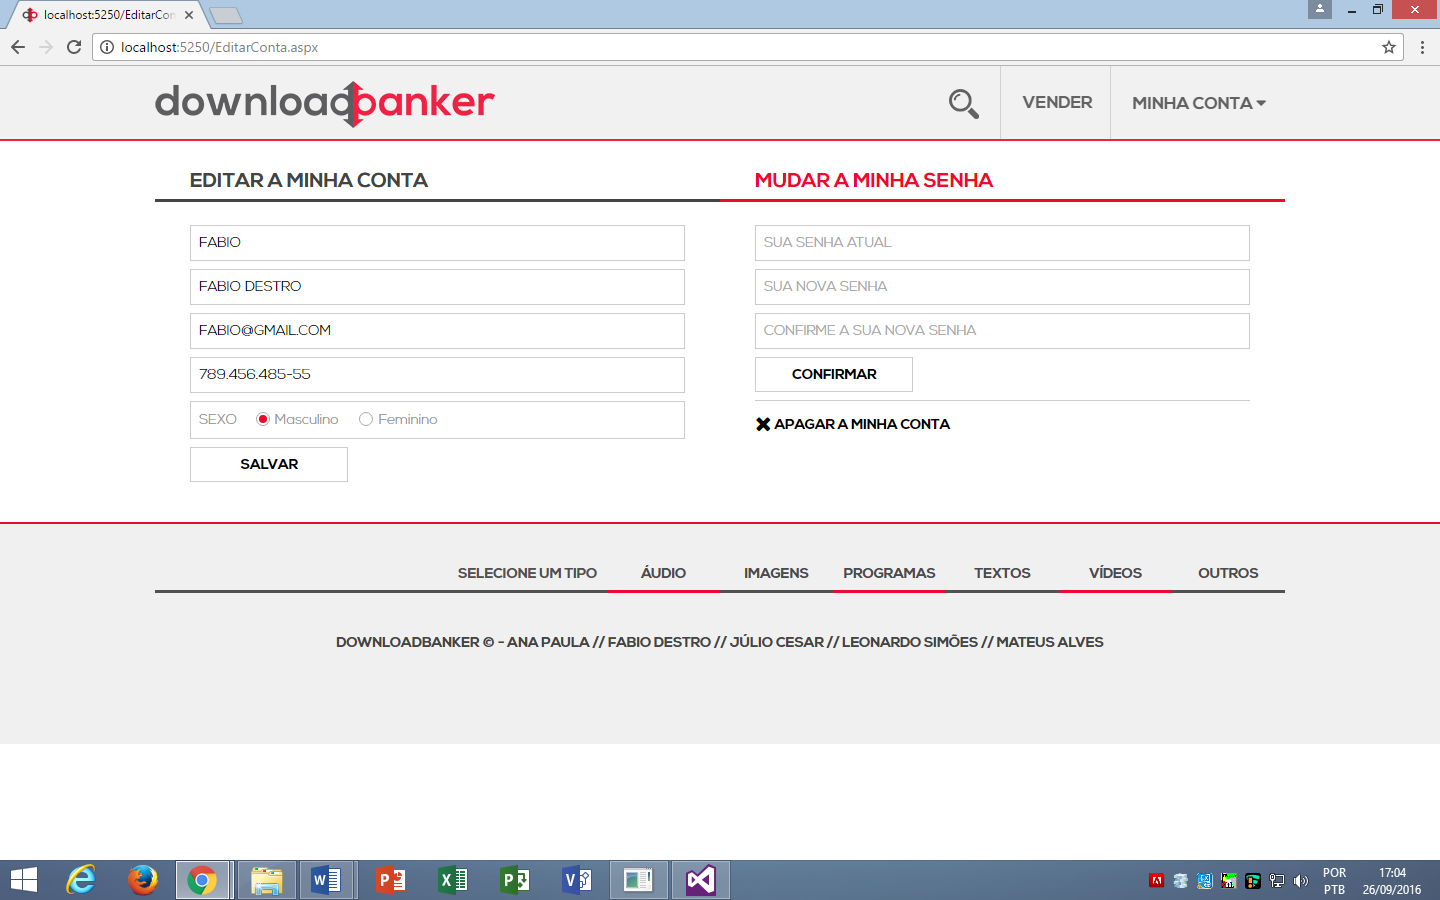 localhost:5250/EditarCon
localhost:5250/EditarConta.aspx
downloadbanker
VENDER
MINHA CONTA
EDITAR A MINHA CONTA
MUDAR A MINHA SENHA
FABIO
FABIO DESTRO
FABIO@GMAIL.COM
789.456.485-55
SEXO Masculino Feminino
SALVAR
SUA SENHA ATUAL
SUA NOVA SENHA
CONFIRME A SUA NOVA SENHA
CONFIRMAR
APAGAR A MINHA CONTA
SELECIONE UM TIPO ÁUDIO IMAGENS PROGRAMAS TEXTOS VÍDEOS OUTROS
DOWNLOADBANKER © - ANA PAULA // FABIO DESTRO // JÚLIO CESAR // LEONARDO SIMÕES // MATEUS ALVES
POR
PTB
17:04
26/09/2016